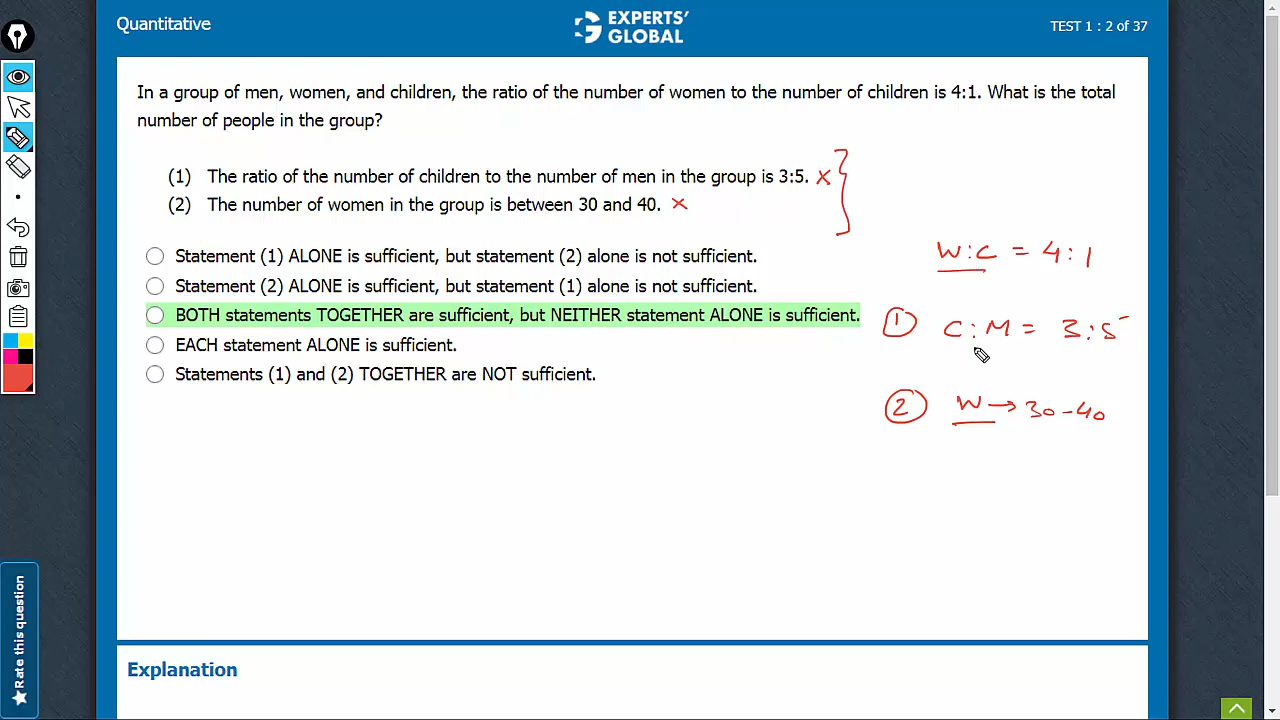 Quantitative
EXPERTS'
GLOBAL
TEST 1 : 2 of 37
In a group of men, women, and children, the ratio of the number of women to the number of children is 4:1. What is the total
number of people in the group?
(1) The ratio of the number of children to the number of men in the group is 3:5. x
(2) The number of women in the group is between 30 and 40. x
Statement (1) ALONE is sufficient, but statement (2) alone is not sufficient.
Statement (2) ALONE is sufficient, but statement (1) alone is not sufficient.
BOTH statements TOGETHER are sufficient, but NEITHER statement ALONE is sufficient.
EACH statement ALONE is sufficient.
Statements (1) and (2) TOGETHER are NOT sufficient.
W:C = 4:1
1 C:M = 3:5
2 W → 30-40
Rate this question
Explanation